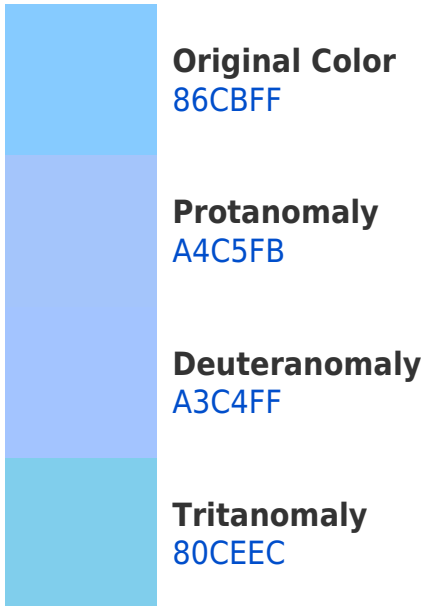 Original Color
86CBFF
Protanomaly
A4C5FB
Deuteranomaly
A3C4FF
Tritanomaly
80CEEC